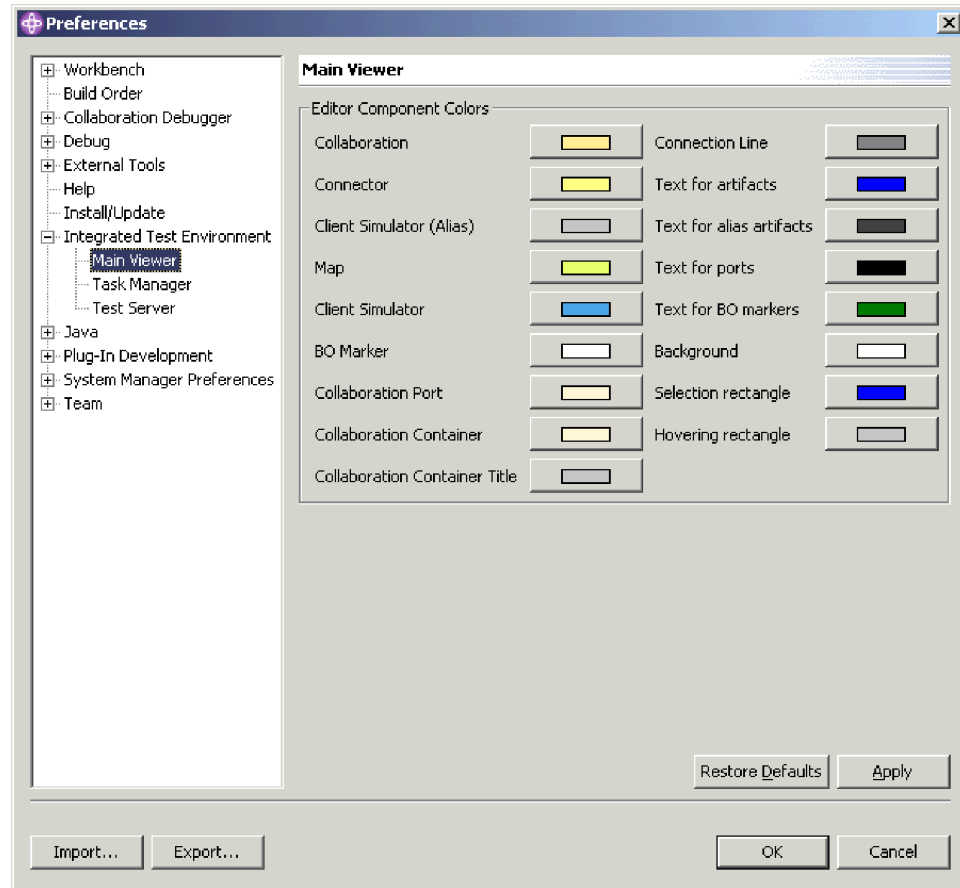 Preferences
Workbench
Build Order
Collaboration Debugger
Debug
External Tools
Help
Install/Update
Integrated Test Environment
Main Viewer
Task Manager
Test Server
Java
Plug-In Development
System Manager Preferences
Team
Main Viewer
Editor Component Colors
Collaboration
Connector
Client Simulator (Alias)
Map
Client Simulator
BO Marker
Collaboration Port
Collaboration Container
Collaboration Container Title
Connection Line
Text for artifacts
Text for alias artifacts
Text for ports
Text for BO markers
Background
Selection rectangle
Hovering rectangle
Restore Defaults
Apply
Import...
Export...
OK
Cancel